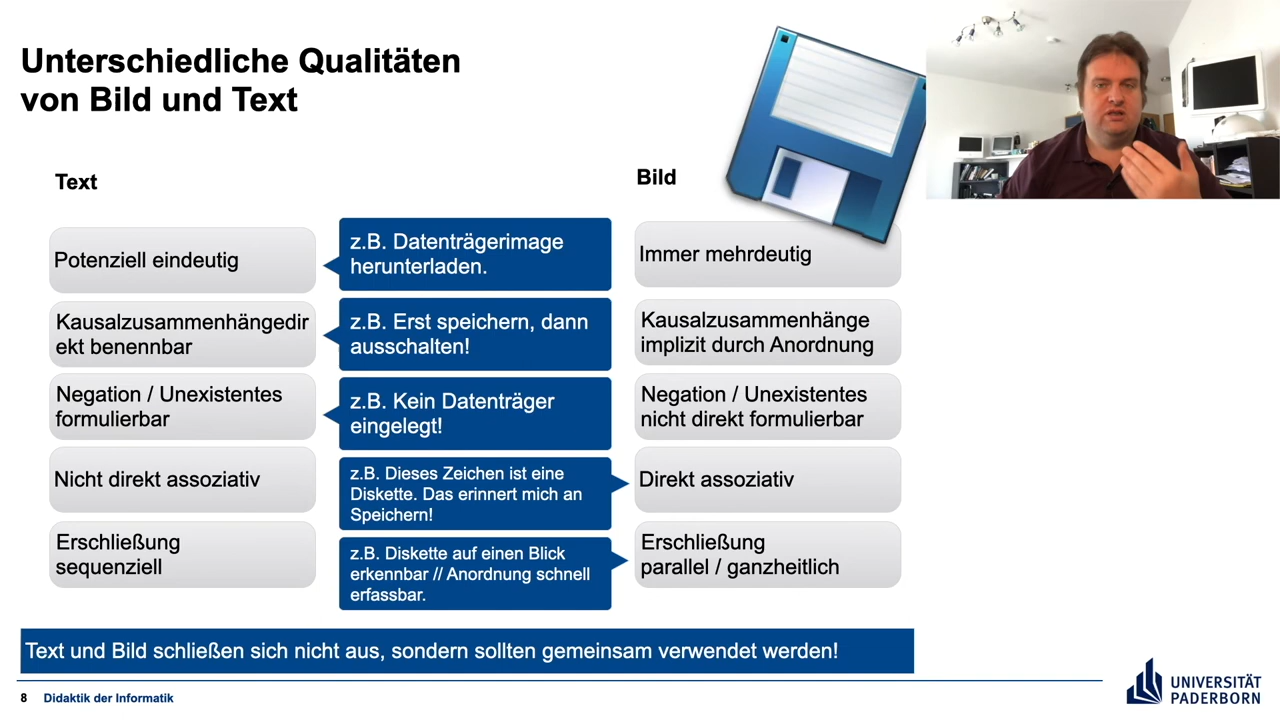 Unterschiedliche Qualitäten
von Bild und Text
Text
Bild
Potenziell eindeutig
z.B. Datenträgerimage
herunterladen.
Immer mehrdeutig
Kausalzusammenhängedir
ekt benennbar
z.B. Erst speichern, dann
ausschalten!
Kausalzusammenhänge
implizit durch Anordnung
Negation / Unexistentes
formulierbar
z.B. Kein Datenträger
eingelegt!
Negation / Unexistentes
nicht direkt formulierbar
Nicht direkt assoziativ
z.B. Dieses Zeichen ist eine
Diskette. Das erinnert mich an
Speichern!
Direkt assoziativ
Erschließung
sequenziell
z.B. Diskette auf einen Blick
erkennbar // Anordnung schnell
erfassbar.
Erschließung
parallel / ganzheitlich
Text und Bild schließen sich nicht aus, sondern sollten gemeinsam verwendet werden!
8 Didaktik der Informatik
UNIVERSITÄT
PADERBORN